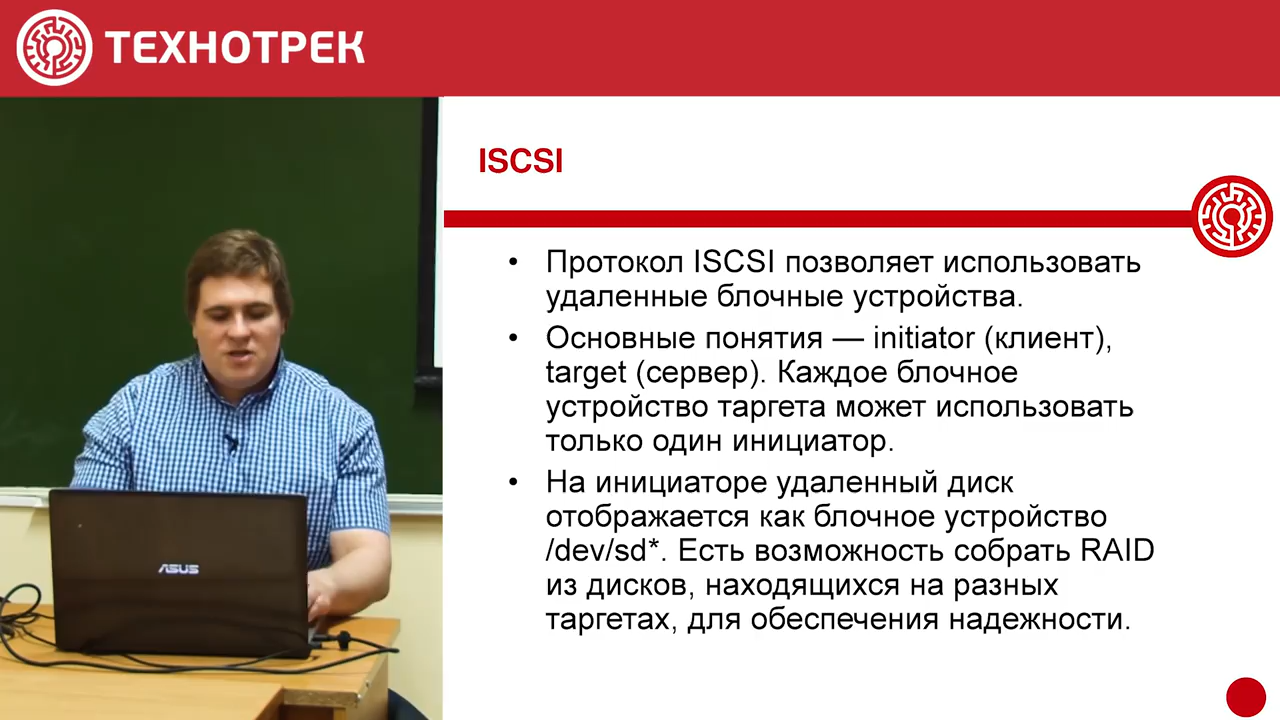 ТЕХНОТРЕК
ISCSI
• Протокол ISCSI позволяет использовать
удаленные блочные устройства.
• Основные понятия — initiator (клиент),
target (сервер). Каждое блочное
устройство таргета может использовать
только один инициатор.
• На инициаторе удаленный диск
отображается как блочное устройство
/dev/sd*. Есть возможность собрать RAID
из дисков, находящихся на разных
таргетах, для обеспечения надежности.
ASUS